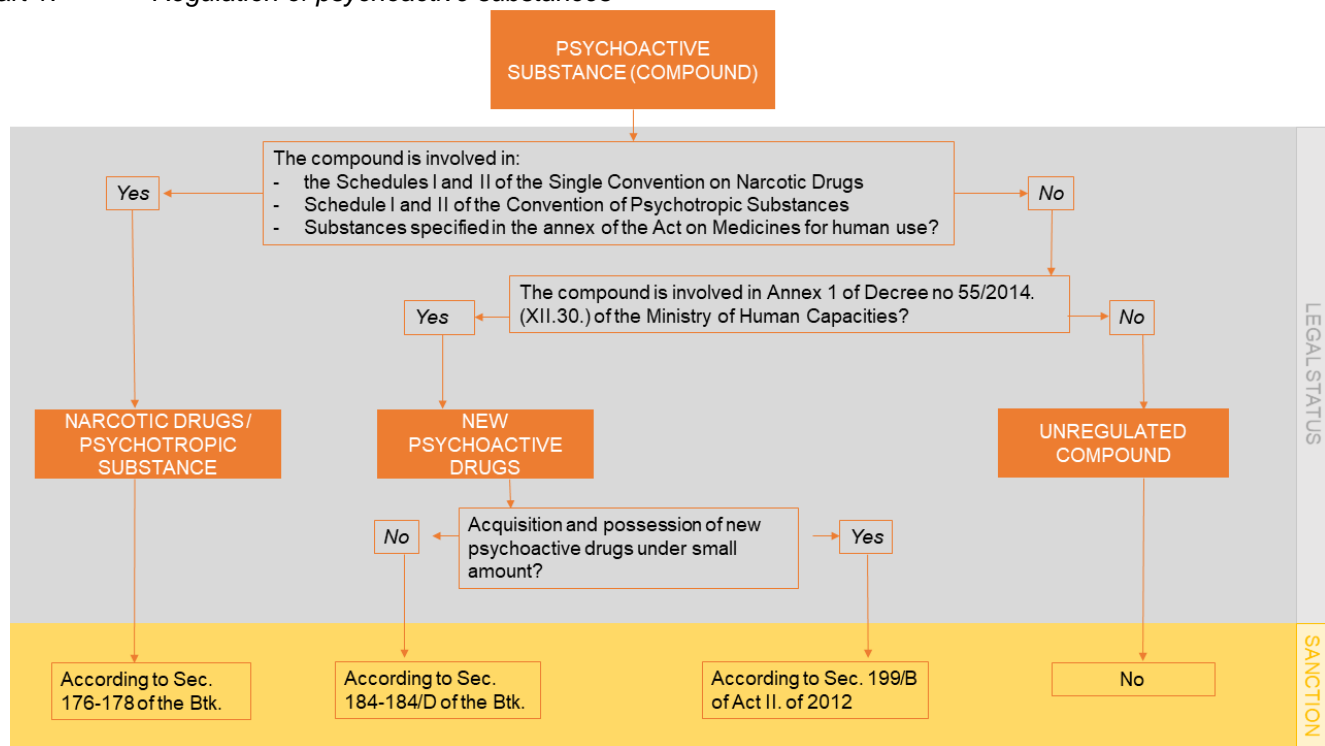 Regulation of psychoactive substances
PSYCHOACTIVE
SUBSTANCE (COMPOUND)
The compound is involved in:
- the Schedules I and II of the Single Convention on Narcotic Drugs
- Schedule I and II of the Convention of Psychotropic Substances
- Substances specified in the annex of the Act on Medicines for human use?
Yes
No
The compound is involved in Annex 1 of Decree no 55/2014.
(XII.30.) of the Ministry of Human Capacities?
Yes
No
NARCOTIC DRUGS/
PSYCHOTROPIC
SUBSTANCE
NEW
PSYCHOACTIVE
DRUGS
UNREGULATED
COMPOUND
Acquisition and possession of new
psychoactive drugs under small
amount?
No
Yes
According to Sec.
176-178 of the Btk.
According to Sec.
184-184/D of the Btk.
According to Sec. 199/B
of Act II. of 2012
No
LEGAL STATUS
SANCTION